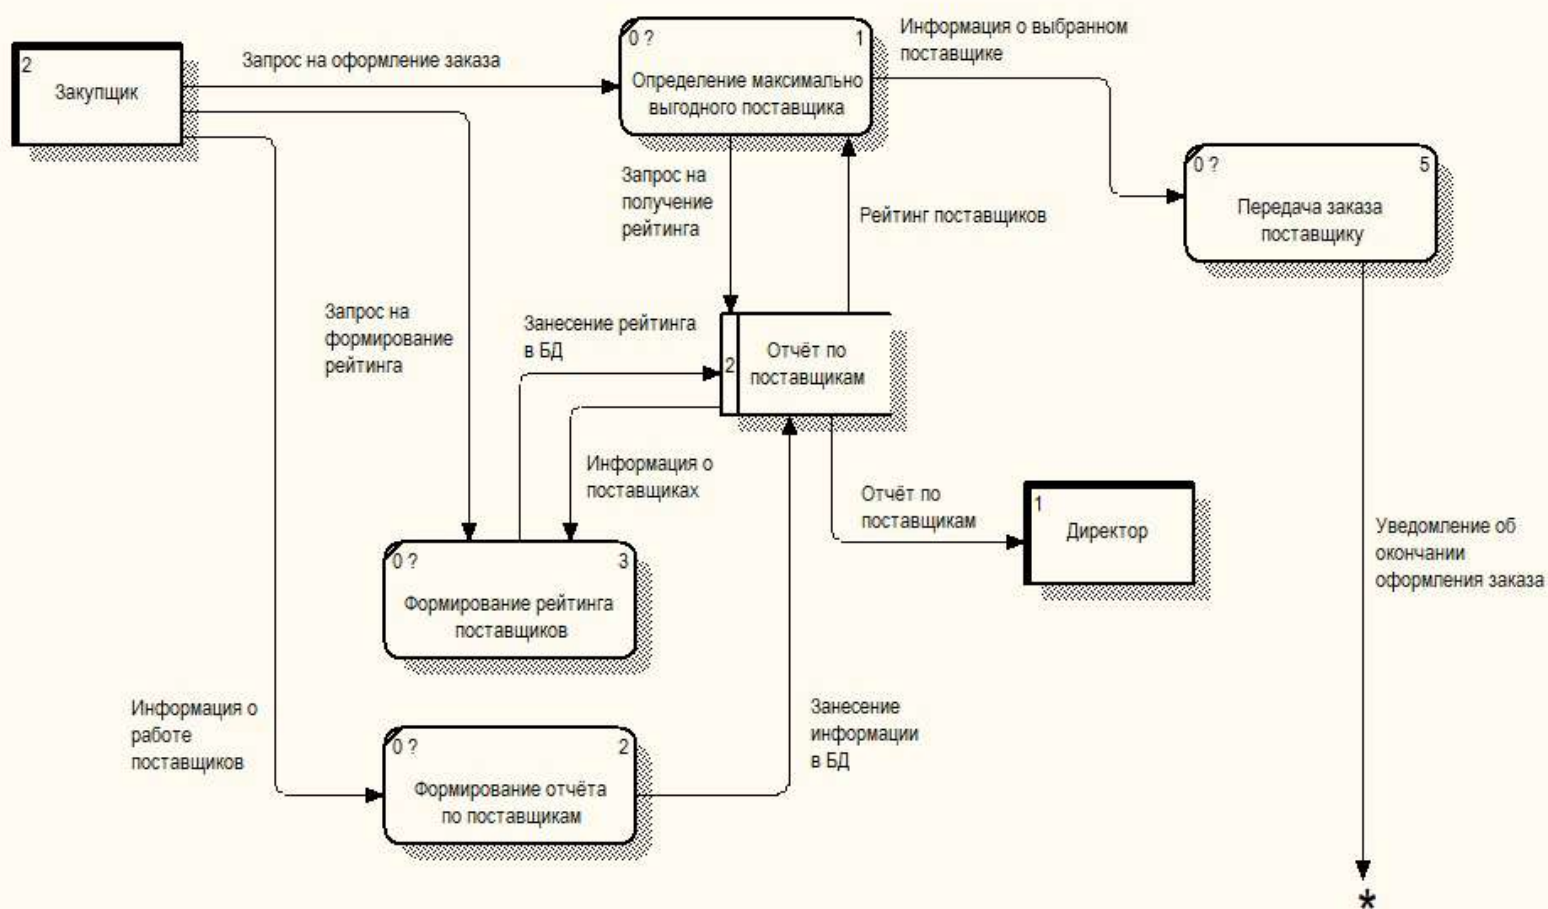 2
Закупщик
Запрос на оформление заказа
0 ?
1
Определение максимально
выгодного поставщика
Информация о выбранном
поставщике
0 ?
5
Передача заказа
поставщику
Запрос на
получение
рейтинга
Рейтинг поставщиков
Запрос на
формирование
рейтинга
Занесение рейтинга
в БД
2
Отчёт по
поставщикам
Информация о
поставщиках
Отчёт по
поставщикам
1
Директор
Уведомление об
окончании
оформления заказа
0 ?
3
Формирование рейтинга
поставщиков
Информация о
работе
поставщиков
0 ?
2
Формирование отчёта
по поставщикам
Занесение
информации
в БД
*